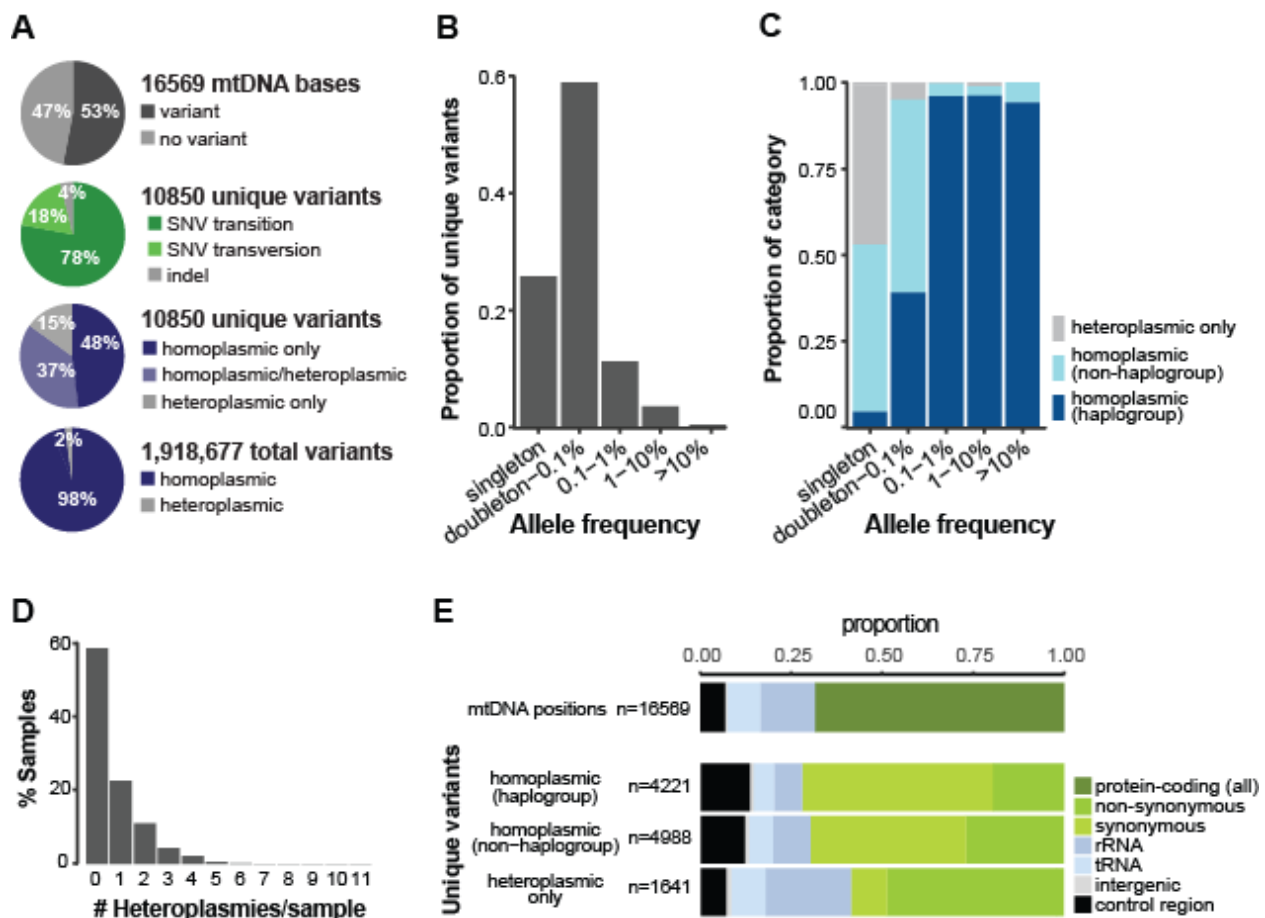 A
16569 mtDNA bases
47% 53%
variant
no variant
10850 unique variants
4%
18%
78%
SNV transition
SNV transversion
indel
10850 unique variants
15%
48%
37%
homoplasmic only
homoplasmic/heteroplasmic
heteroplasmic only
1,918,677 total variants
2%
98%
homoplasmic
heteroplasmic
B
Proportion of unique variants
0.6
0.4
0.2
0.0
singleton
doubleton-0.1%
0.1-1%
1-10%
>10%
Allele frequency
C
Proportion of category
1.00
0.75
0.50
0.25
0.00
singleton
doubleton-0.1%
0.1-1%
1-10%
>10%
Allele frequency
heteroplasmic only
homoplasmic
(non-haplogroup)
homoplasmic
(haplogroup)
D
% Samples
60
40
20
0
0 1 2 3 4 5 6 7 8 9 10 11
# Heteroplasmies/sample
E
proportion
0.00 0.25 0.50 0.75 1.00
mtDNA positions n=16569
Unique variants
homoplasmic
(haplogroup)
n=4221
homoplasmic
(non-haplogroup)
n=4988
heteroplasmic
only
n=1641
protein-coding (all)
non-synonymous
synonymous
rRNA
tRNA
intergenic
control region